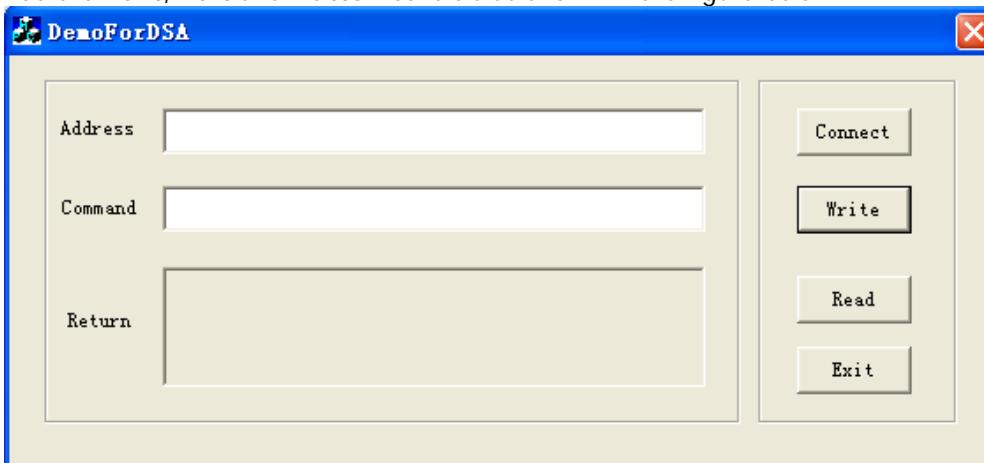 DemoForDSA
Address
Connect
Command
Write
Return
Read
Exit